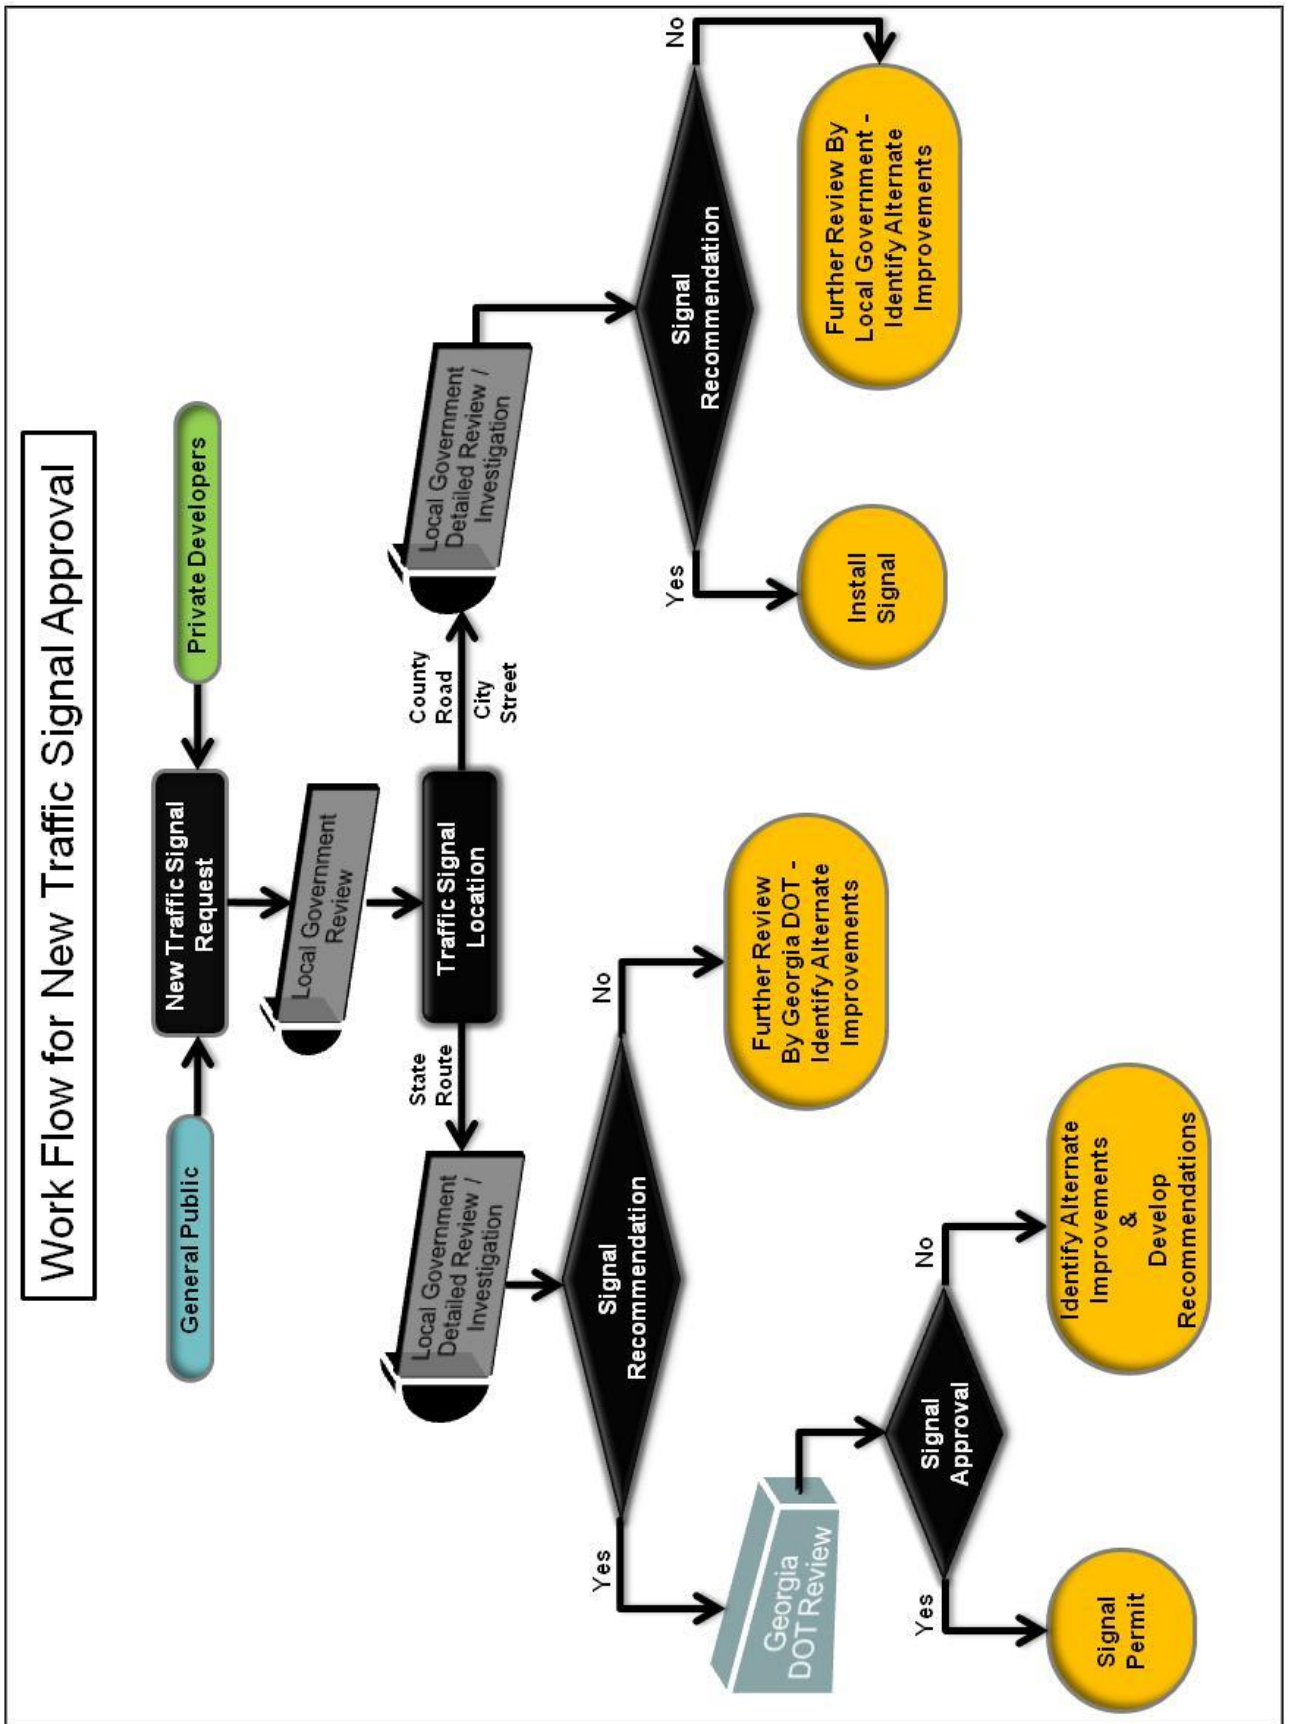 Work Flow for New Traffic Signal Approval
General Public
New Traffic Signal
Request
Private Developers
Local Government
Review
State
Route
Traffic Signal
Location
County
Road
City
Street
Local Government
Detailed Review /
Investigation
Local Government
Detailed Review /
Investigation
Signal
Recommendation
Yes
No
Signal
Recommendation
Yes
No
Georgia
DOT Review
Further Review
By Georgia DOT -
Identify Alternate
Improvements
Install
Signal
Further Review By
Local Government -
Identify Alternate
Improvements
Signal
Approval
Yes
No
Signal
Permit
Identify Alternate
Improvements
&
Develop
Recommendations